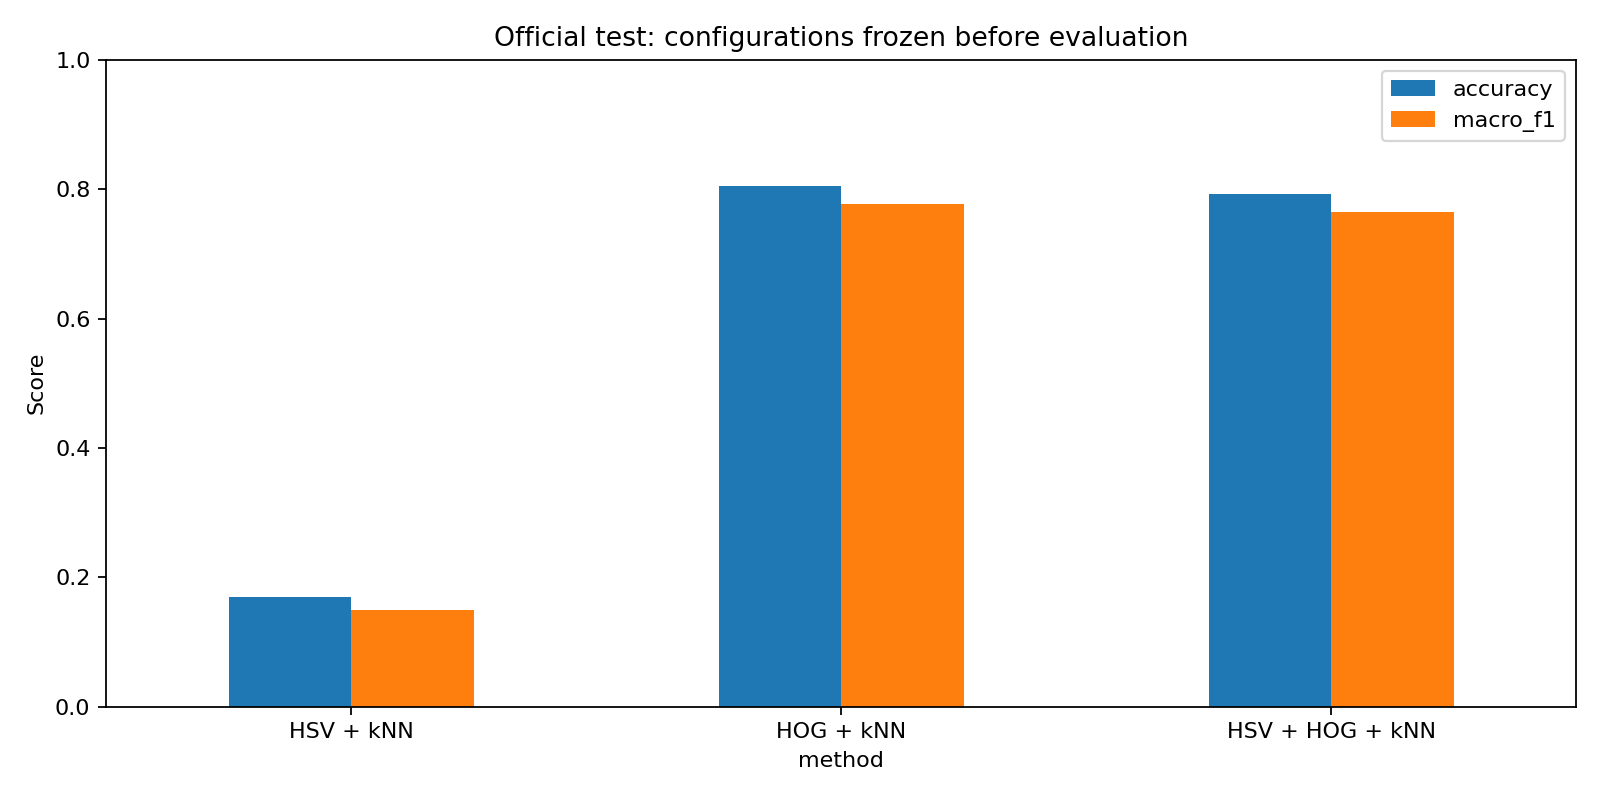 Official test: configurations frozen before evaluation
1.0
0.8
0.6
0.4
0.2
0.0
Score
accuracy
macro_f1
HSV + kNN
HOG + kNN
HSV + HOG + kNN
method